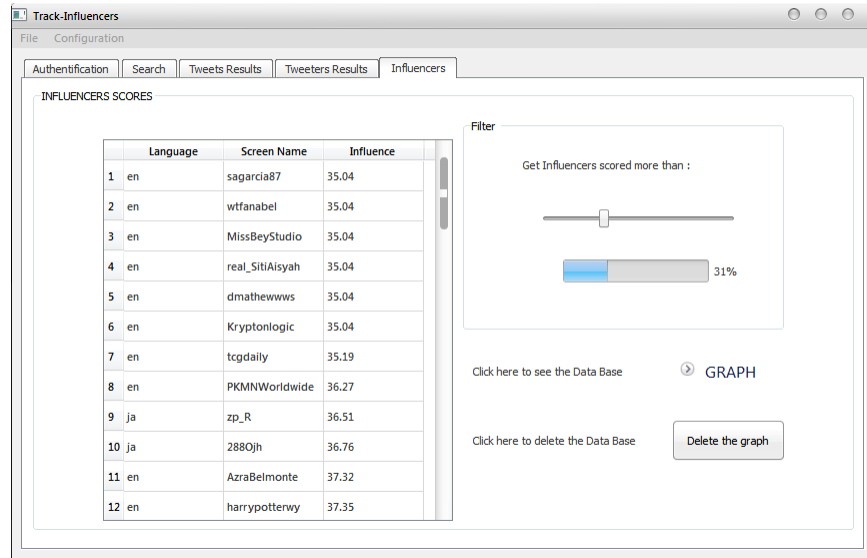 Track-Influencers
File Configuration
Authentification Search Tweets Results Tweeters Results Influencers
INFLUENCERS SCORES
Language Screen Name Influence
1 en sagarcia87 35.04
2 en wtfanabel 35.04
3 en MissBeyStudio 35.04
4 en real_SitiAisyah 35.04
5 en dmathewwws 35.04
6 en Kryptonlogic 35.04
7 en tcgdaily 35.19
8 en PKMNWorldwide 36.27
9 ja zp_R 36.51
10 ja 288Ojh 36.76
11 en AzraBelmonte 37.32
12 en harrypotterwy 37.35
Filter
Get Influencers scored more than :
31%
Click here to see the Data Base GRAPH
Click here to delete the Data Base Delete the graph